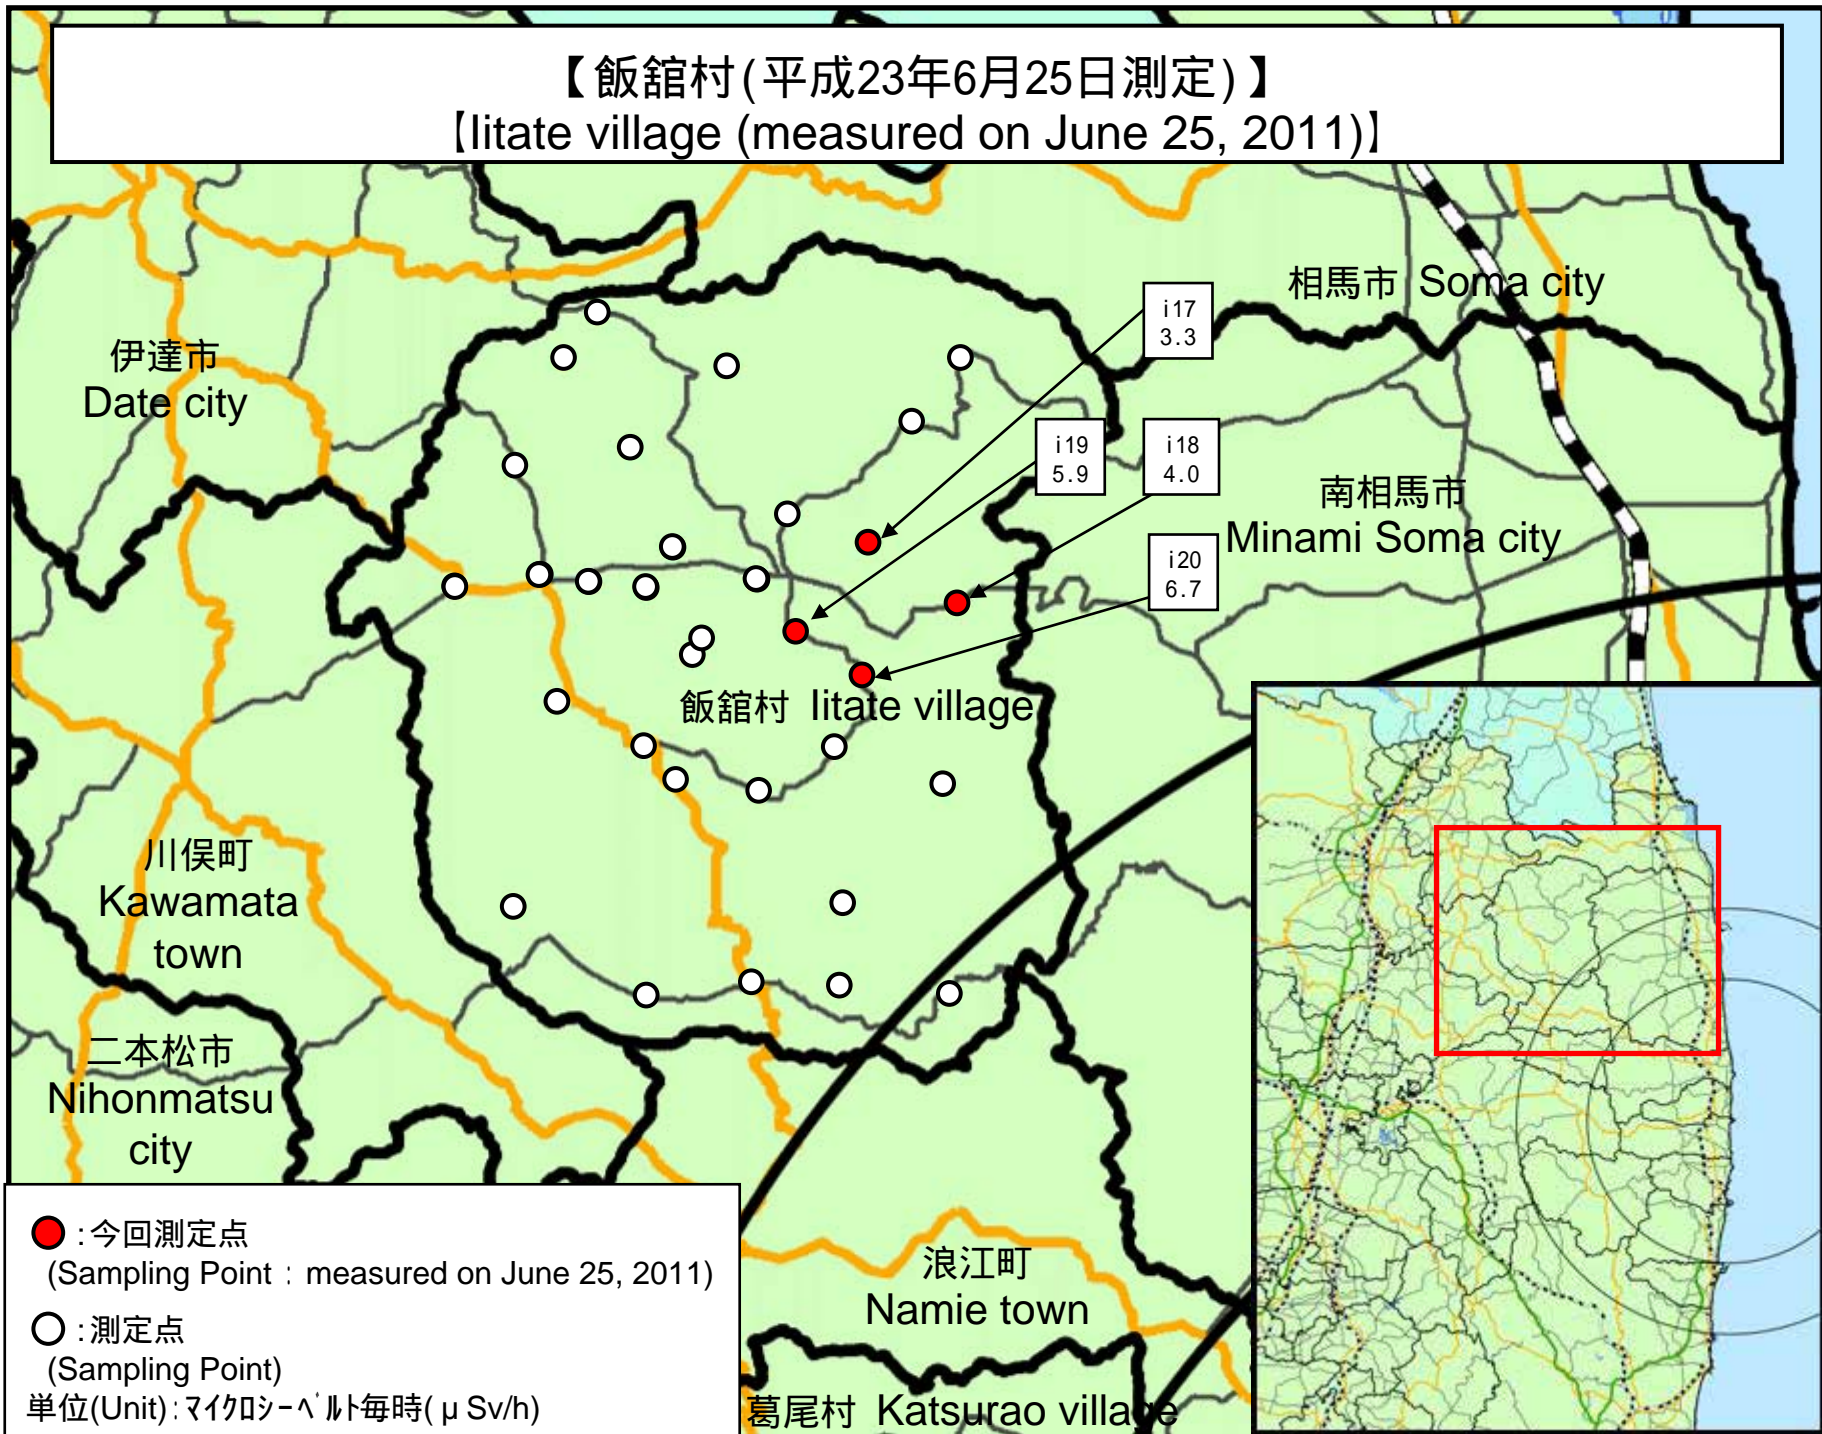 【飯舘村(平成23年6月25日測定)】
【Iitate village (measured on June 25, 2011)】
相馬市 Soma city
i17
3.3
伊達市
Date city
i19
5.9
i18
4.0
南相馬市
Minami Soma city
i20
6.7
飯舘村 Iitate village
川俣町
Kawamata
town
二本松市
Nihonmatsu
city
●:今回測定点
(Sampling Point : measured on June 25, 2011)
○:測定点
(Sampling Point)
単位(Unit):マイクロシーベルト毎時(μSv/h)
浪江町
Namie town
葛尾村 Katsurao village